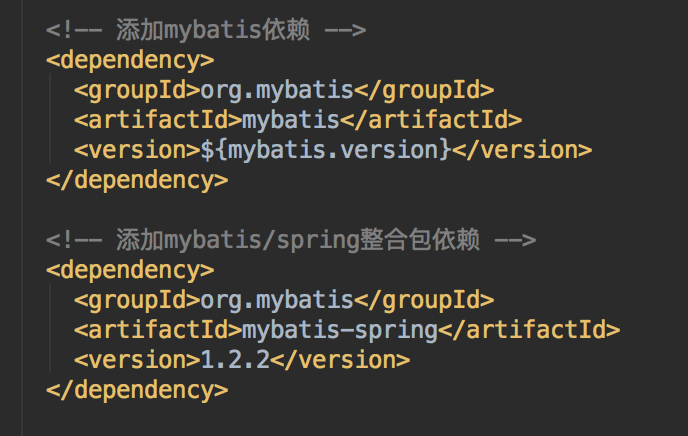 <!-- 添加mybatis依赖 -->
<dependency>
  <groupId>org.mybatis</groupId>
  <artifactId>mybatis</artifactId>
  <version>${mybatis.version}</version>
</dependency>

<!-- 添加mybatis/spring整合包依赖 -->
<dependency>
  <groupId>org.mybatis</groupId>
  <artifactId>mybatis-spring</artifactId>
  <version>1.2.2</version>
</dependency>